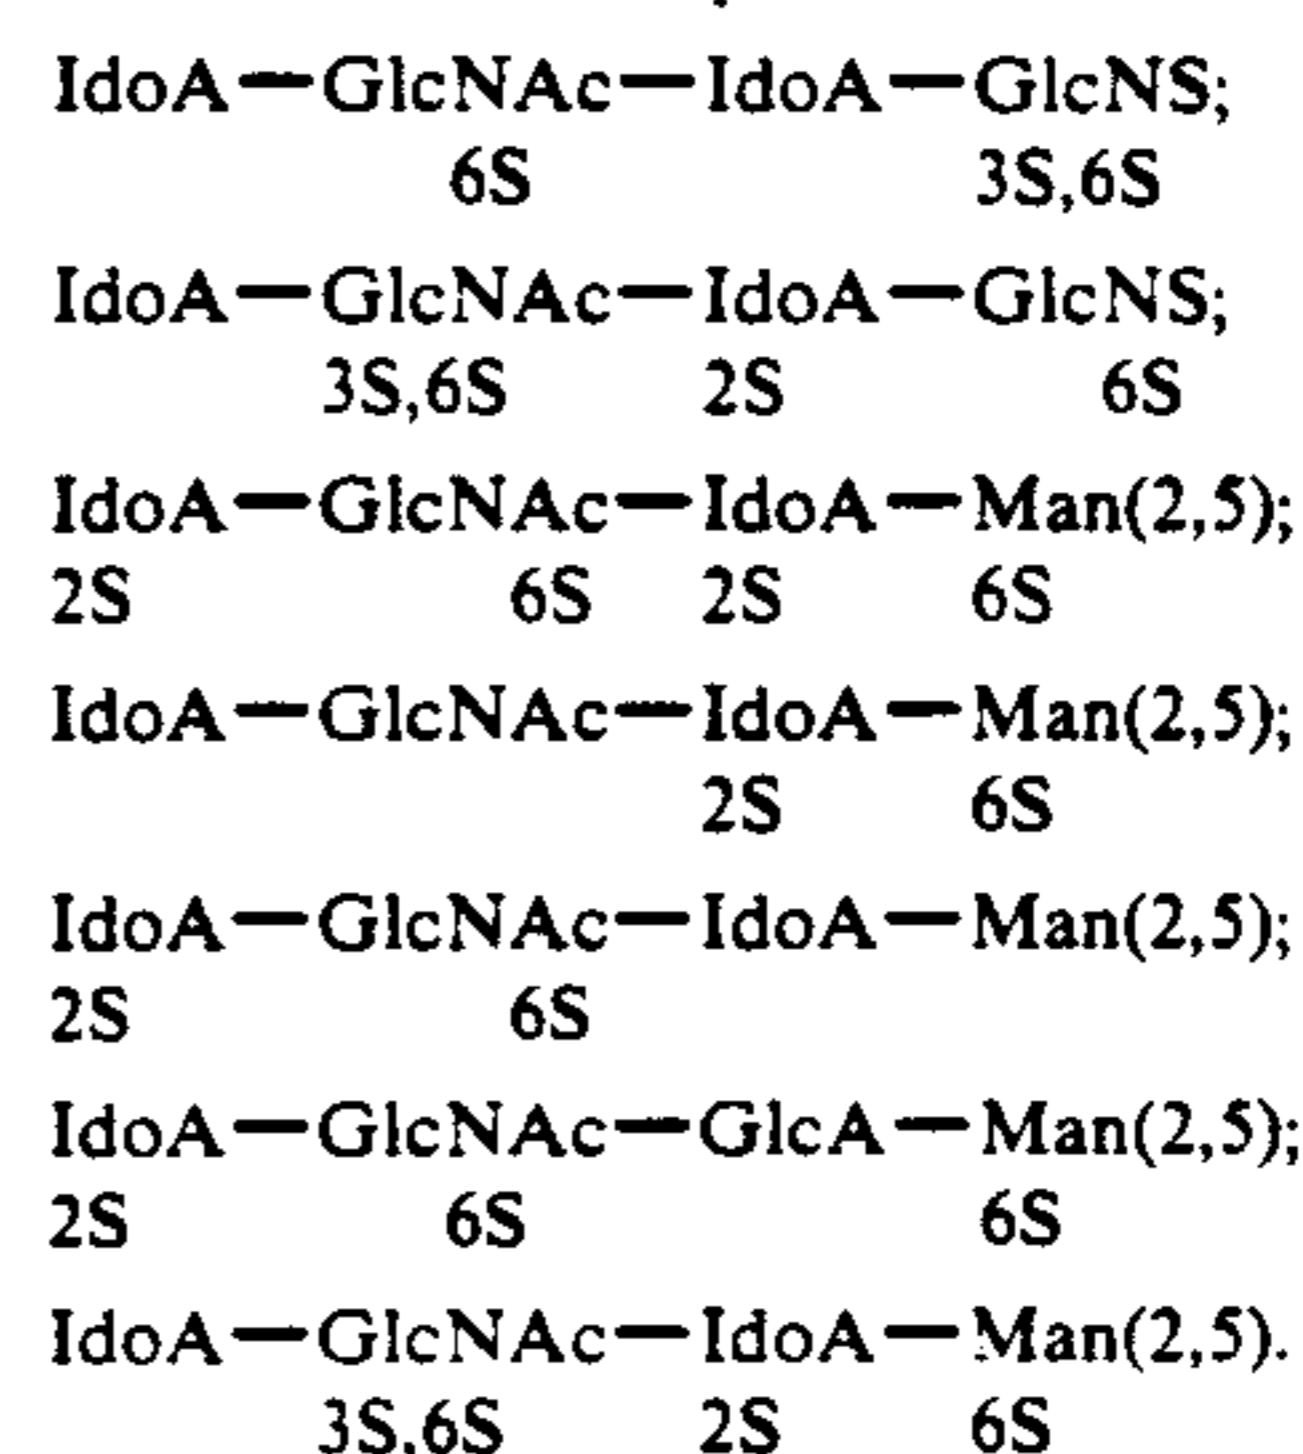 IdoA—GlcNAc—IdoA—GlcNS;
6S 3S,6S
IdoA—GlcNAc—IdoA—GlcNS;
3S,6S 2S 6S
IdoA—GlcNAc—IdoA—Man(2,5);
2S 6S 2S 6S
IdoA—GlcNAc—IdoA—Man(2,5);
2S 6S
IdoA—GlcNAc—IdoA—Man(2,5);
2S 6S
IdoA—GlcNAc—GlcA—Man(2,5);
2S 6S 6S
IdoA—GlcNAc—IdoA—Man(2,5).
3S,6S 2S 6S